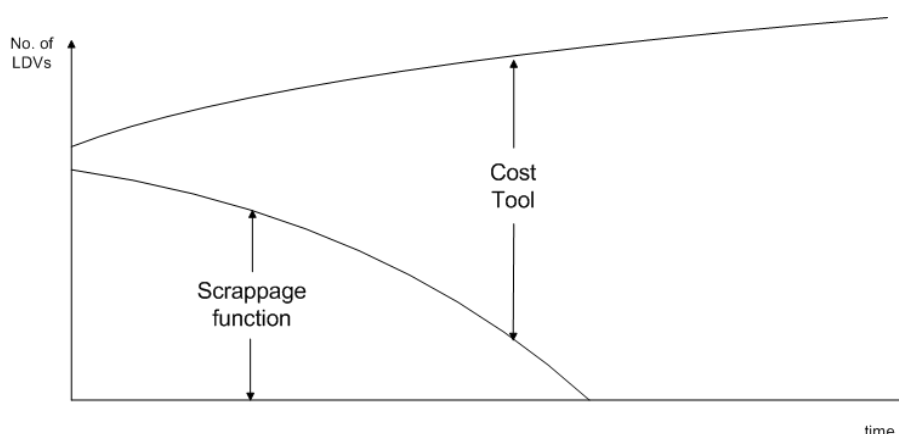 No. of
LDVs
Cost
Tool
Scrappage
function
time